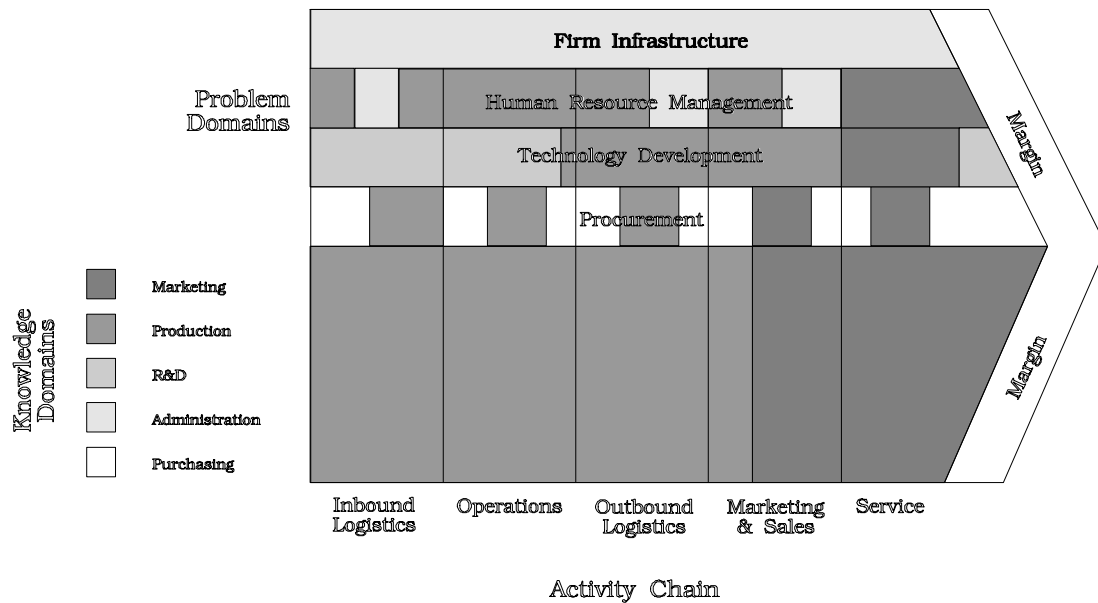 Firm Infrastructure
Problem
Domains
Human Resource Management
Technology Development
Procurement
Margin
Margin
Knowledge
Domains
Marketing
Production
R&D
Administration
Purchasing
Inbound
Logistics
Operations
Outbound
Logistics
Marketing
& Sales
Service
Activity Chain